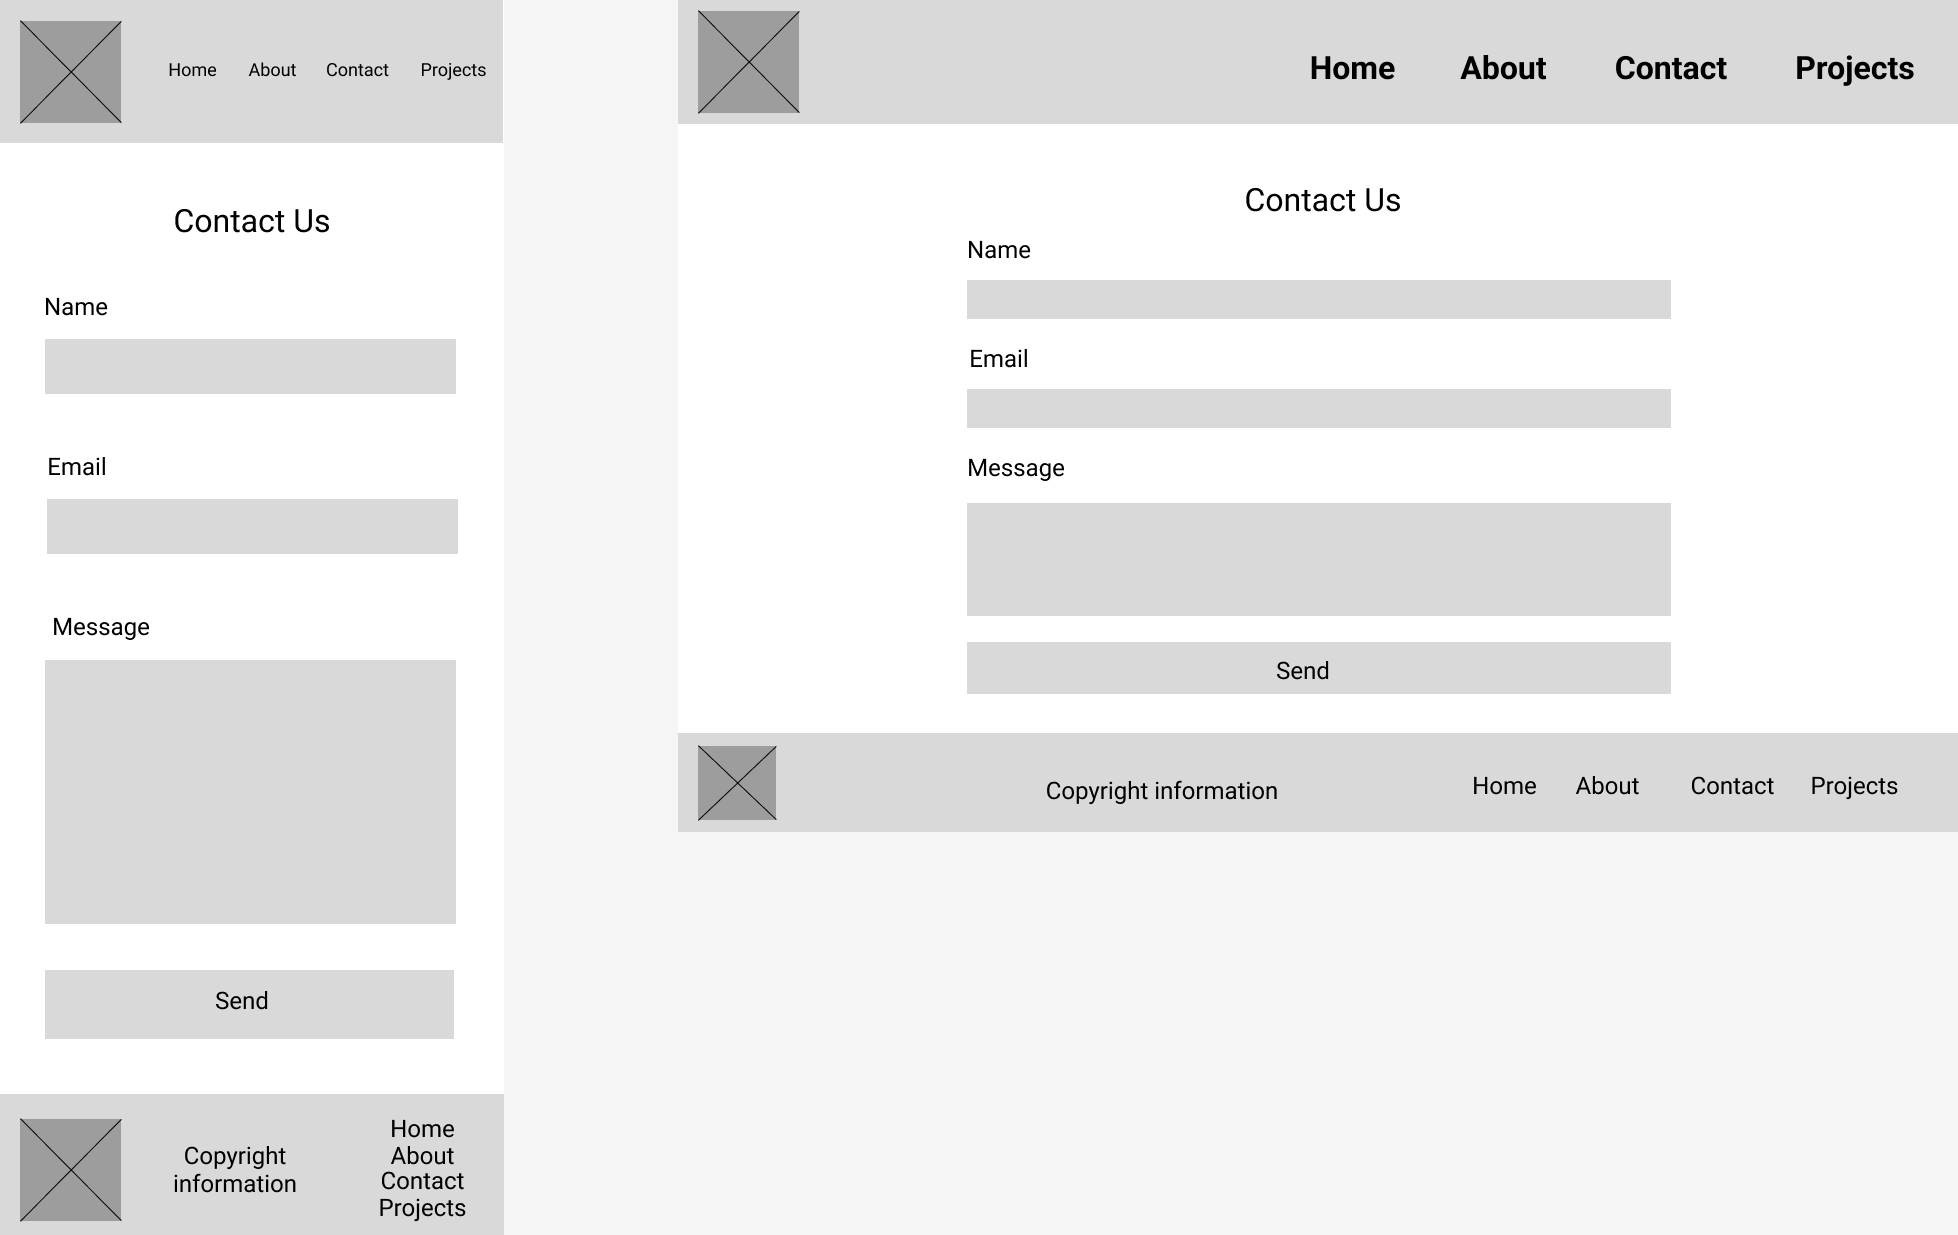 Home About Contact Projects
Contact Us
Name
Email
Message
Send
Copyright
information
Home
About
Contact
Projects
Home About Contact Projects
Contact Us
Name
Email
Message
Send
Copyright information
Home About Contact Projects